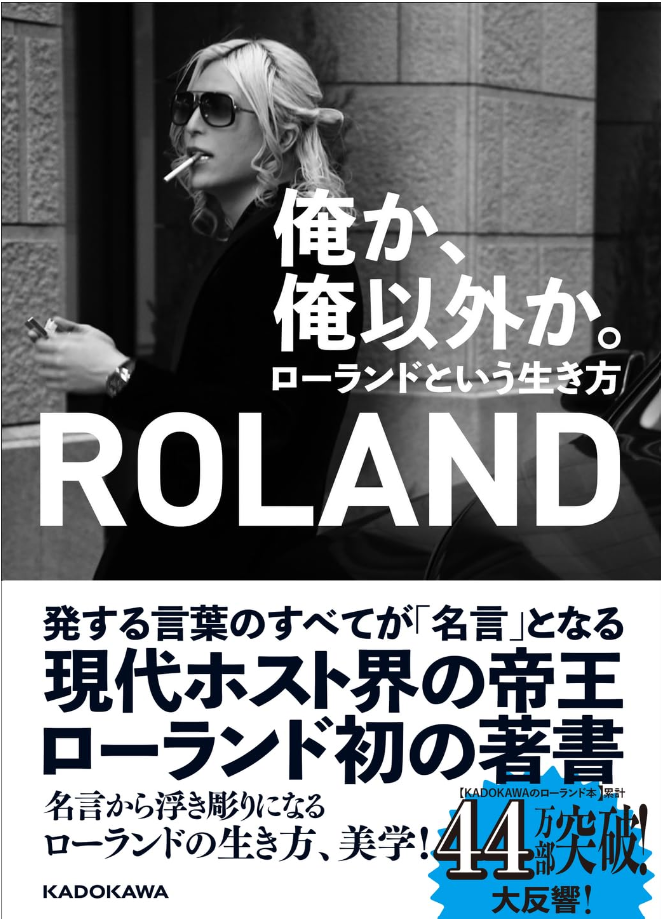 俺か、
俺以外か。
ローランドという生き方
ROLAND
発する言葉のすべてが「名言」となる
現代ホスト界の帝王
ローランド初の著書
名言から浮き彫りになる
ローランドの生き方、美学!
【KADOKAWAのローランド本】累計
44万部突破!
大反響!
KADOKAWA